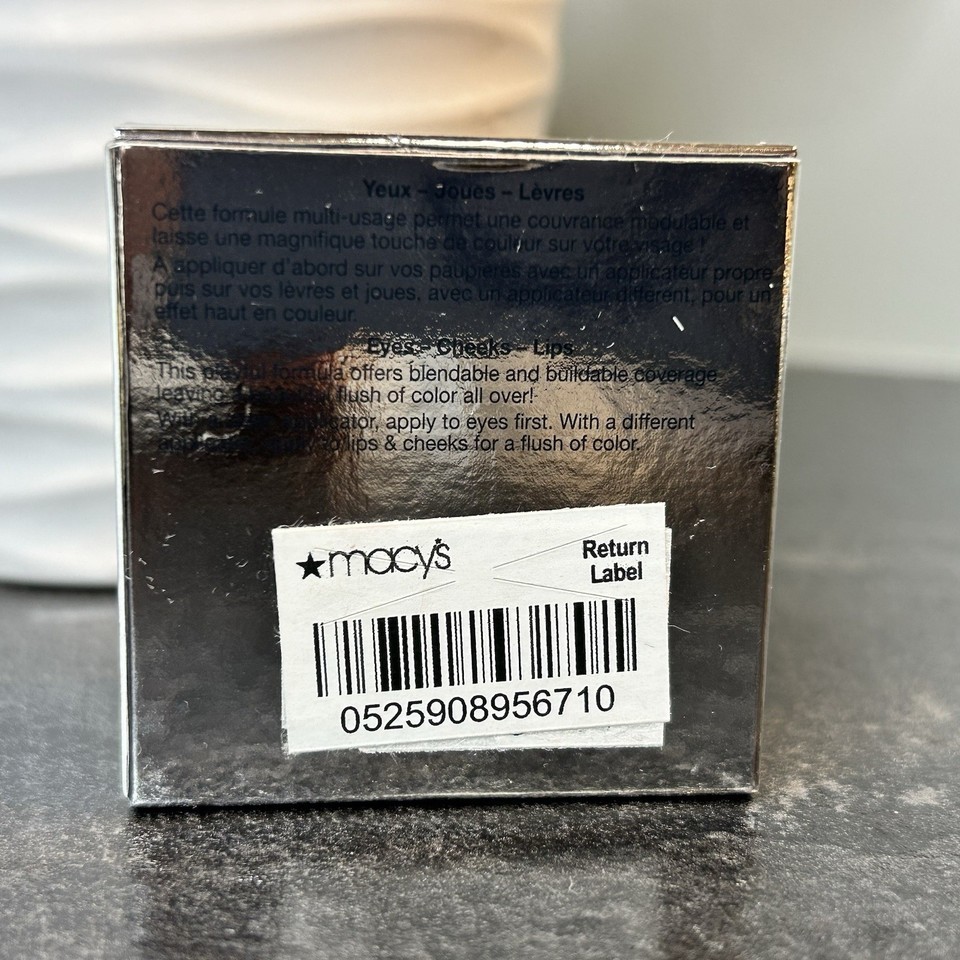 Yeux – Joues – Lèvres
Cette formule multi-usage permet une couvrance modulable et
laisse une magnifique touche de couleur sur votre visage !
A appliquer d'abord sur vos paupières avec un applicateur propre
puis sur vos lèvres et joues, avec un applicateur différent, pour un
effet haut en couleur.
Eyes – Cheeks – Lips
This playful formula offers blendable and buildable coverage
leaving flush of color all over!
applicator, apply to eyes first. With a different
lips & cheeks for a flush of color.
★macy's
Return
Label
0525908956710